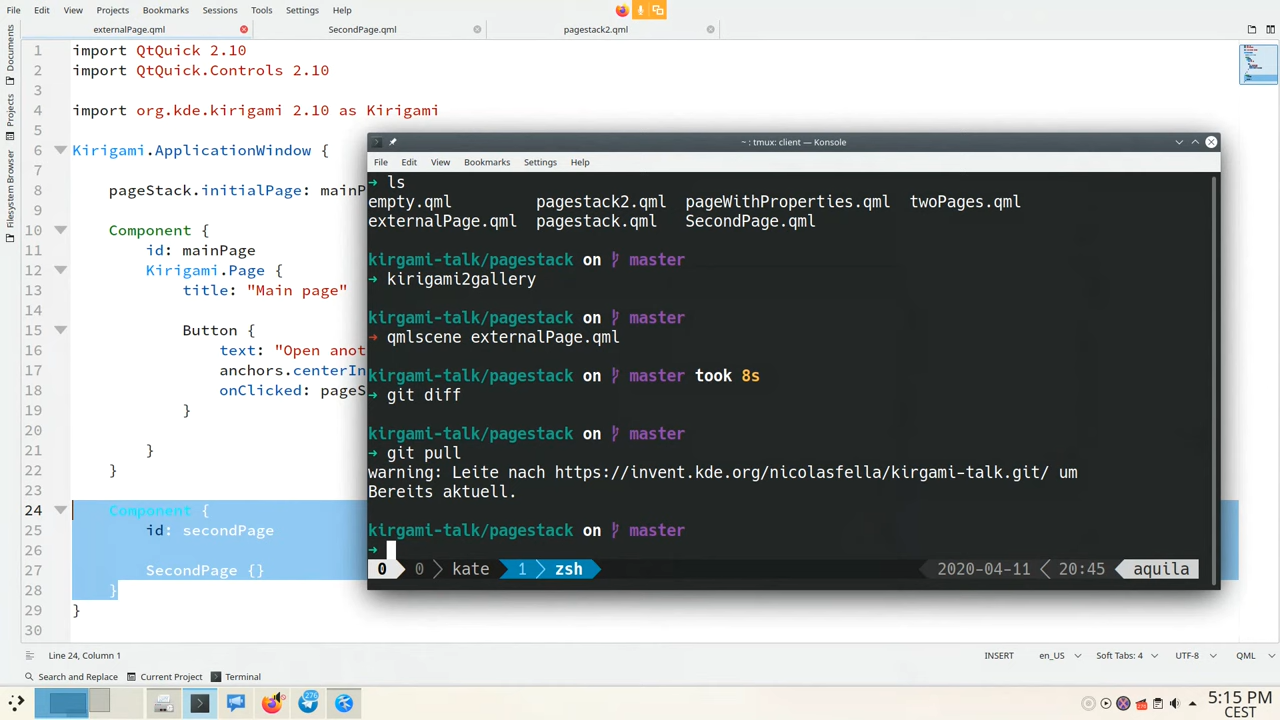 File Edit View Projects Bookmarks Sessions Tools Settings Help
externalPage.qml SecondPage.qml pagestack2.qml
Documents
Projects
Filesystem Browser
1 import QtQuick 2.10
2 import QtQuick.Controls 2.10
3
4 import org.kde.kirigami 2.10 as Kirigami
5
6 Kirigami.ApplicationWindow {
7
8 pageStack.initialPage: mainP
9
10 Component {
11 id: mainPage
12 Kirigami.Page {
13 title: "Main page"
14
15 Button {
16 text: "Open anot
17 anchors.centerIn
18 onClicked: pageS
19 }
20
21 }
22 }
23
24 Component {
25 id: secondPage
26
27 SecondPage {}
28 }
29 }
30
~ : tmux: client — Konsole
File Edit View Bookmarks Settings Help
➜ ls
empty.qml pagestack2.qml pageWithProperties.qml twoPages.qml
externalPage.qml pagestack.qml SecondPage.qml
kirgami-talk/pagestack on master
➜ kirigami2gallery
kirgami-talk/pagestack on master
➜ qmlscene externalPage.qml
kirgami-talk/pagestack on master took 8s
➜ git diff
kirgami-talk/pagestack on master
➜ git pull
warning: Leite nach https://invent.kde.org/nicolasfella/kirgami-talk.git/ um
Bereits aktuell.
kirgami-talk/pagestack on master
➜
0 0 kate 1 zsh 2020-04-11 20:45 aquila
Line 24, Column 1 INSERT en_US Soft Tabs: 4 UTF-8 QML
Search and Replace Current Project Terminal
276
5:15 PM
CEST